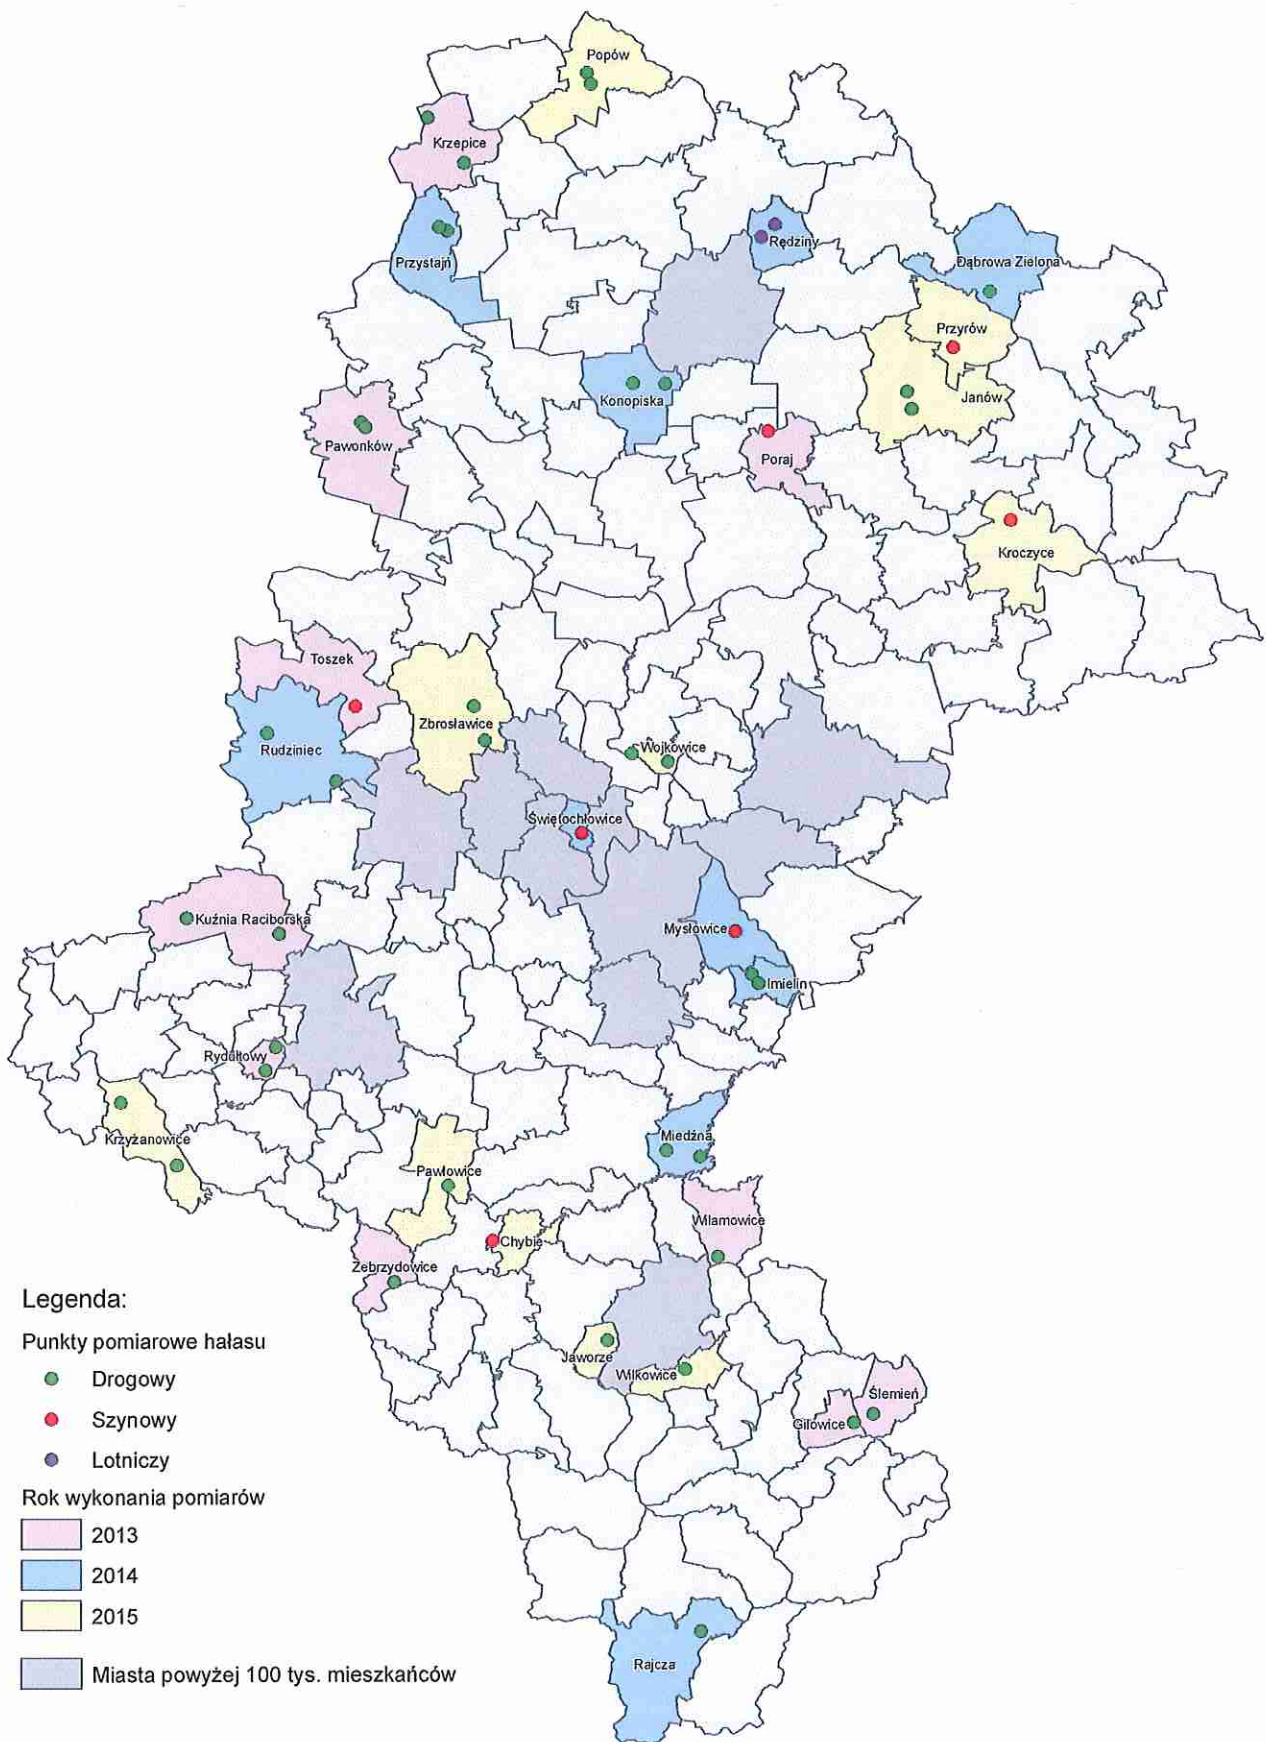 Popów
Krzepice
Rędziny
Przystajń
Dąbrowa Zielona
Przyrów
Janów
Konopiska
Pawonków
Poraj
Kroczyce
Toszek
Zbrosławice
Rudziniec
Wojkowice
Świętochłowice
Kuźnia Raciborska
Mysłowice
Imielin
Rydułtowy
Krzyżanowice
Miedźna
Pawłowice
Wilamowice
Chybie
Zebrzydowice
Jaworze
Wilkowice
Ślemień
Gilowice
Rajcza
Legenda:
Punkty pomiarowe hałasu
Drogowy
Szynowy
Lotniczy
Rok wykonania pomiarów
2013
2014
2015
Miasta powyżej 100 tys. mieszkańców